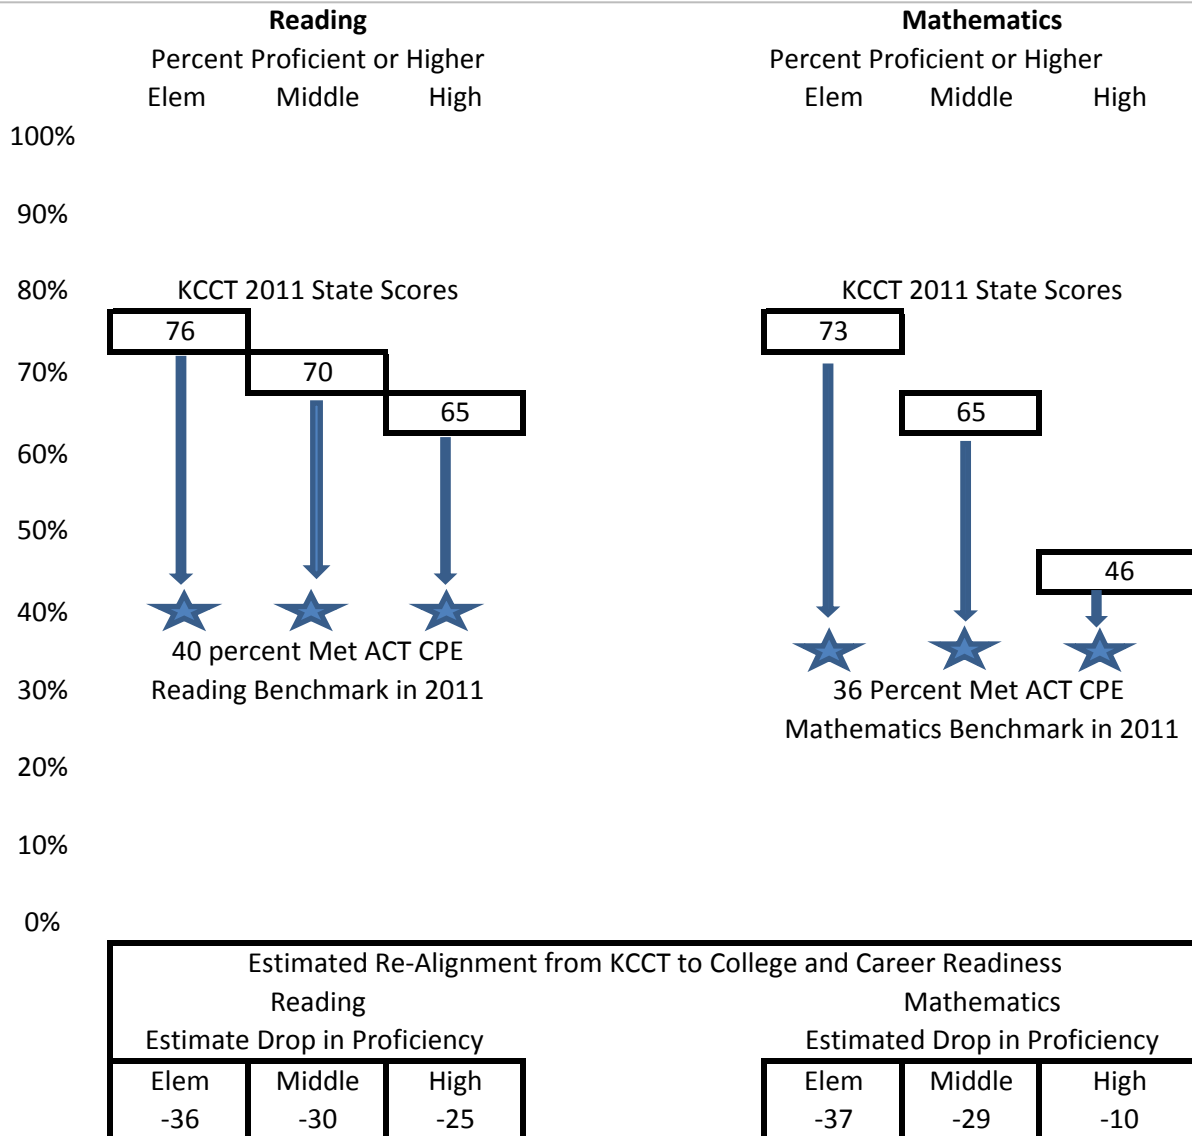 Reading Mathematics
Percent Proficient or Higher Percent Proficient or Higher
Elem Middle High Elem Middle High
100%
90%
80% KCCT 2011 State Scores KCCT 2011 State Scores
76 73
70% 70
65 65
60%
50%
46
40%
40 percent Met ACT CPE 36 Percent Met ACT CPE
30% Reading Benchmark in 2011
Mathematics Benchmark in 2011
20%
10%
0%
Estimated Re-Alignment from KCCT to College and Career Readiness
Reading Mathematics
Estimate Drop in Proficiency Estimated Drop in Proficiency
Elem Middle High Elem Middle High
-36 -30 -25 -37 -29 -10